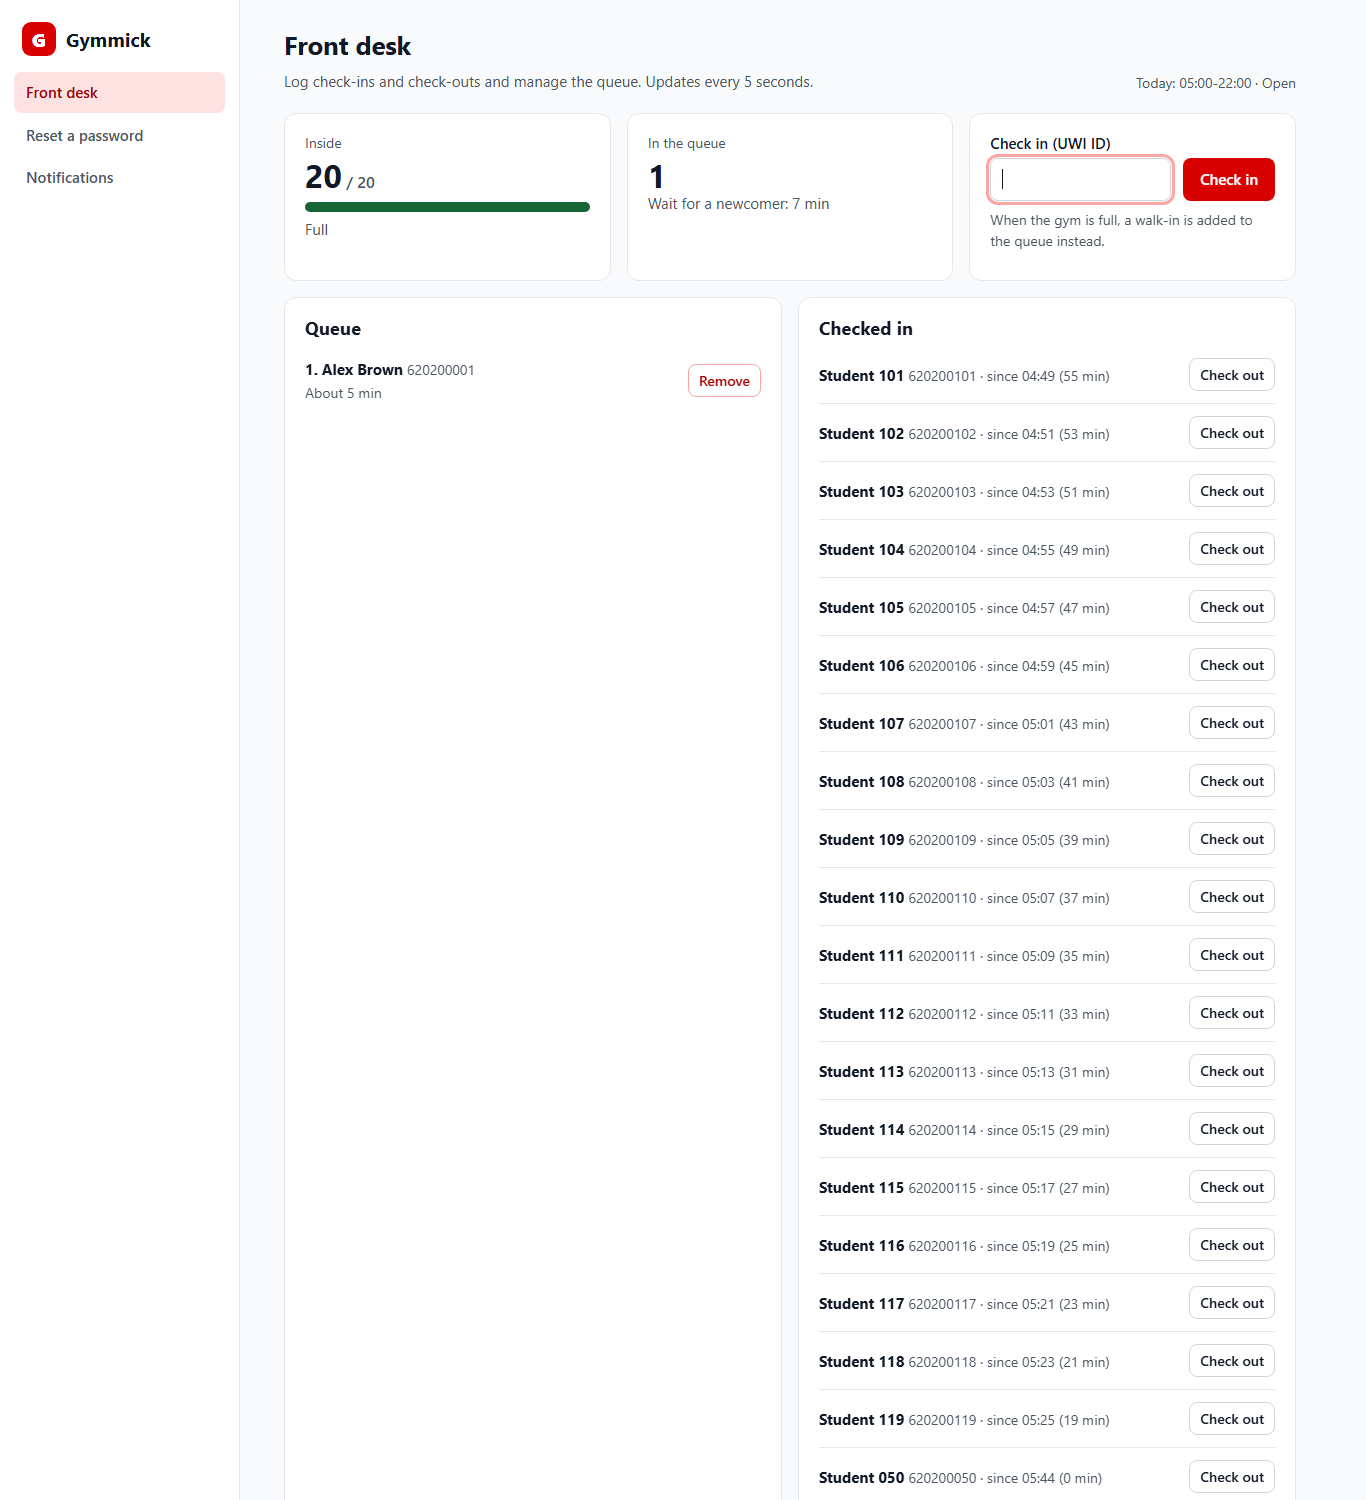 G Gymmick
Front desk
Reset a password
Notifications
Front desk
Log check-ins and check-outs and manage the queue. Updates every 5 seconds.
Today: 05:00-22:00 · Open
Inside
20 / 20
Full
In the queue
1
Wait for a newcomer: 7 min
Check in (UWI ID)
Check in
When the gym is full, a walk-in is added to
the queue instead.
Queue
1. Alex Brown 620200001
About 5 min
Remove
Checked in
Student 101 620200101 · since 04:49 (55 min) Check out
Student 102 620200102 · since 04:51 (53 min) Check out
Student 103 620200103 · since 04:53 (51 min) Check out
Student 104 620200104 · since 04:55 (49 min) Check out
Student 105 620200105 · since 04:57 (47 min) Check out
Student 106 620200106 · since 04:59 (45 min) Check out
Student 107 620200107 · since 05:01 (43 min) Check out
Student 108 620200108 · since 05:03 (41 min) Check out
Student 109 620200109 · since 05:05 (39 min) Check out
Student 110 620200110 · since 05:07 (37 min) Check out
Student 111 620200111 · since 05:09 (35 min) Check out
Student 112 620200112 · since 05:11 (33 min) Check out
Student 113 620200113 · since 05:13 (31 min) Check out
Student 114 620200114 · since 05:15 (29 min) Check out
Student 115 620200115 · since 05:17 (27 min) Check out
Student 116 620200116 · since 05:19 (25 min) Check out
Student 117 620200117 · since 05:21 (23 min) Check out
Student 118 620200118 · since 05:23 (21 min) Check out
Student 119 620200119 · since 05:25 (19 min) Check out
Student 050 620200050 · since 05:44 (0 min) Check out